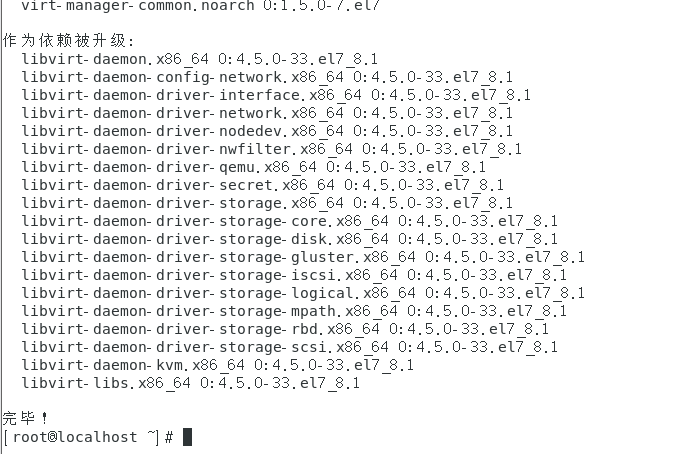 virt-manager-common.noarch 0:1.5.0-7.el7
作为依赖被升级:
libvirt-daemon.x86_64 0:4.5.0-33.el7_8.1
libvirt-daemon-config-network.x86_64 0:4.5.0-33.el7_8.1
libvirt-daemon-driver-interface.x86_64 0:4.5.0-33.el7_8.1
libvirt-daemon-driver-network.x86_64 0:4.5.0-33.el7_8.1
libvirt-daemon-driver-nodedev.x86_64 0:4.5.0-33.el7_8.1
libvirt-daemon-driver-nwfilter.x86_64 0:4.5.0-33.el7_8.1
libvirt-daemon-driver-qemu.x86_64 0:4.5.0-33.el7_8.1
libvirt-daemon-driver-secret.x86_64 0:4.5.0-33.el7_8.1
libvirt-daemon-driver-storage.x86_64 0:4.5.0-33.el7_8.1
libvirt-daemon-driver-storage-core.x86_64 0:4.5.0-33.el7_8.1
libvirt-daemon-driver-storage-disk.x86_64 0:4.5.0-33.el7_8.1
libvirt-daemon-driver-storage-gluster.x86_64 0:4.5.0-33.el7_8.1
libvirt-daemon-driver-storage-iscsi.x86_64 0:4.5.0-33.el7_8.1
libvirt-daemon-driver-storage-logical.x86_64 0:4.5.0-33.el7_8.1
libvirt-daemon-driver-storage-mpath.x86_64 0:4.5.0-33.el7_8.1
libvirt-daemon-driver-storage-rbd.x86_64 0:4.5.0-33.el7_8.1
libvirt-daemon-driver-storage-scsi.x86_64 0:4.5.0-33.el7_8.1
libvirt-daemon-kvm.x86_64 0:4.5.0-33.el7_8.1
libvirt-libs.x86_64 0:4.5.0-33.el7_8.1
完毕！
[root@localhost ~]#